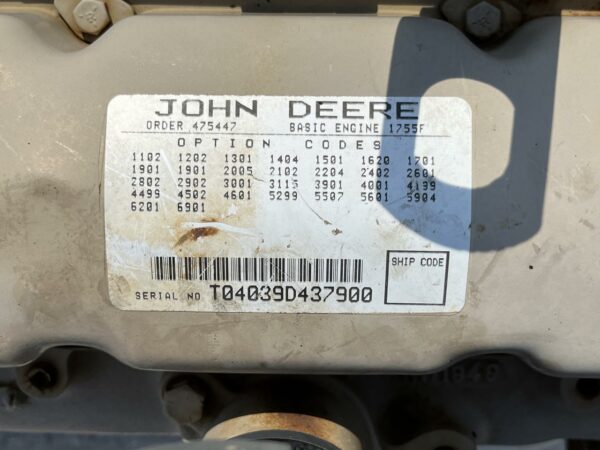 JOHN DEERE
ORDER 475447 BASIC ENGINE 1755F
OPTION CODES
1102 1202 1301 1404 1501 1620 1701
1901 1901 2005 2102 2204 2402 2601
2802 2902 3001 3115 3901 4001 4199
4499 4502 4601 5299 5507 5601 5904
6201 6901
SHIP CODE
SERIAL NO T04039D437900